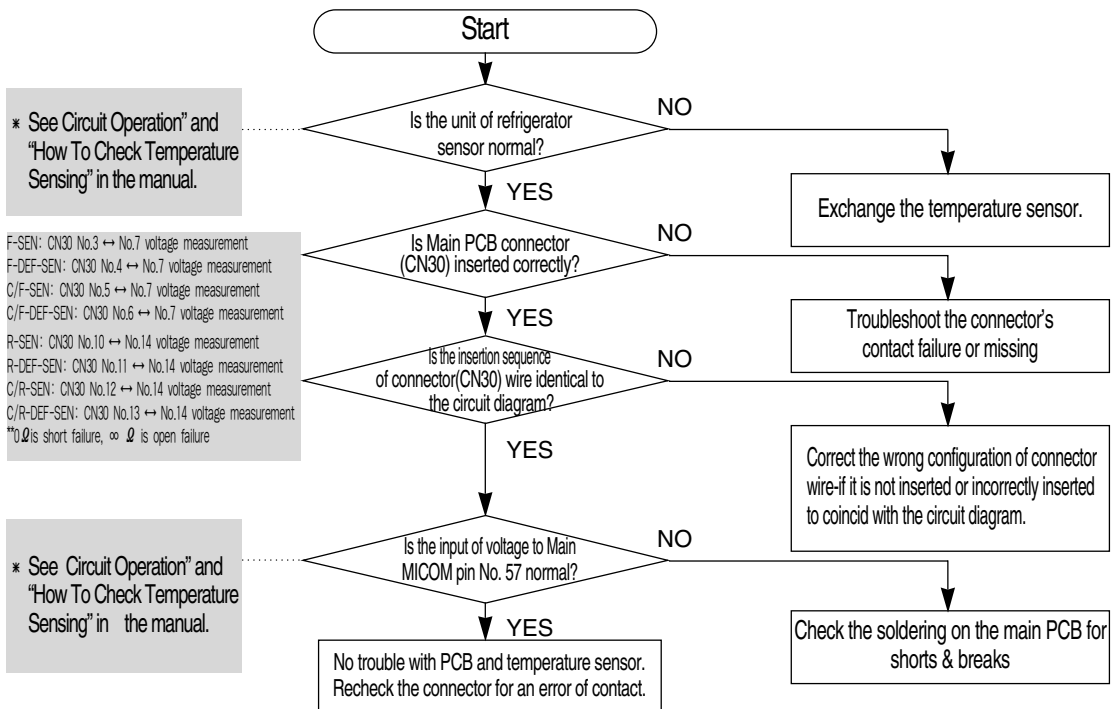 Start
* See Circuit Operation” and
“How To Check Temperature
Sensing” in the manual.
Is the unit of refrigerator
sensor normal?
NO
YES
Exchange the temperature sensor.
F-SEN: CN30 No.3 ↔ No.7 voltage measurement
F-DEF-SEN: CN30 No.4 ↔ No.7 voltage measurement
C/F-SEN: CN30 No.5 ↔ No.7 voltage measurement
C/F-DEF-SEN: CN30 No.6 ↔ No.7 voltage measurement
R-SEN: CN30 No.10 ↔ No.14 voltage measurement
R-DEF-SEN: CN30 No.11 ↔ No.14 voltage measurement
C/R-SEN: CN30 No.12 ↔ No.14 voltage measurement
C/R-DEF-SEN: CN30 No.13 ↔ No.14 voltage measurement
**0 Ω is short failure, ∞ Ω is open failure
Is Main PCB connector
(CN30) inserted correctly?
NO
YES
Troubleshoot the connector’s
contact failure or missing
Is the insertion sequence
of connector(CN30) wire identical to
the circuit diagram?
NO
YES
Correct the wrong configuration of connector
wire-if it is not inserted or incorrectly inserted
to coincid with the circuit diagram.
* See Circuit Operation” and
“How To Check Temperature
Sensing” in the manual.
Is the input of voltage to Main
MICOM pin No. 57 normal?
NO
YES
Check the soldering on the main PCB for
shorts & breaks
No trouble with PCB and temperature sensor.
Recheck the connector for an error of contact.